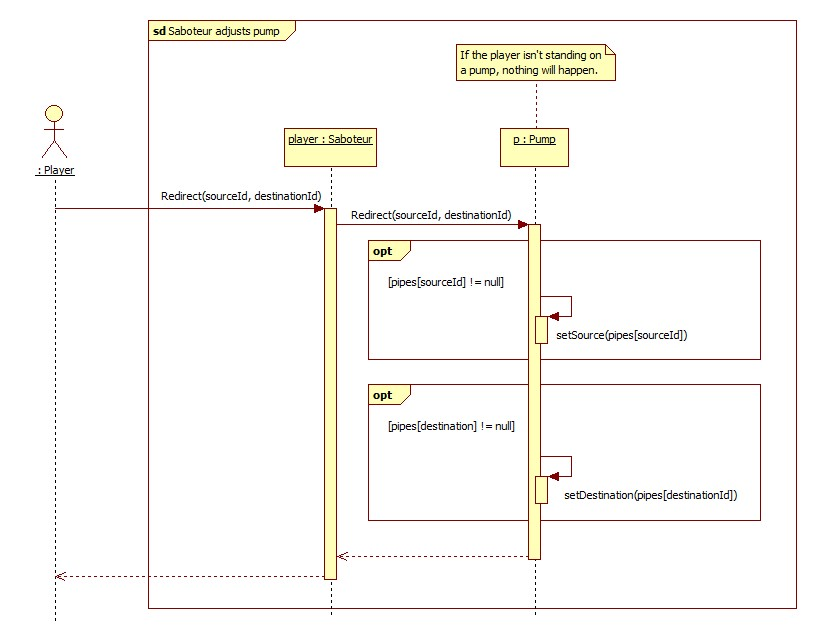 sd Saboteur adjusts pump
If the player isn't standing on
a pump, nothing will happen.
: Player
player : Saboteur
p : Pump
Redirect(sourceId, destinationId)
Redirect(sourceId, destinationId)
opt
[pipes[sourceId] != null]
setSource(pipes[sourceId])
opt
[pipes[destination] != null]
setDestination(pipes[destinationId])